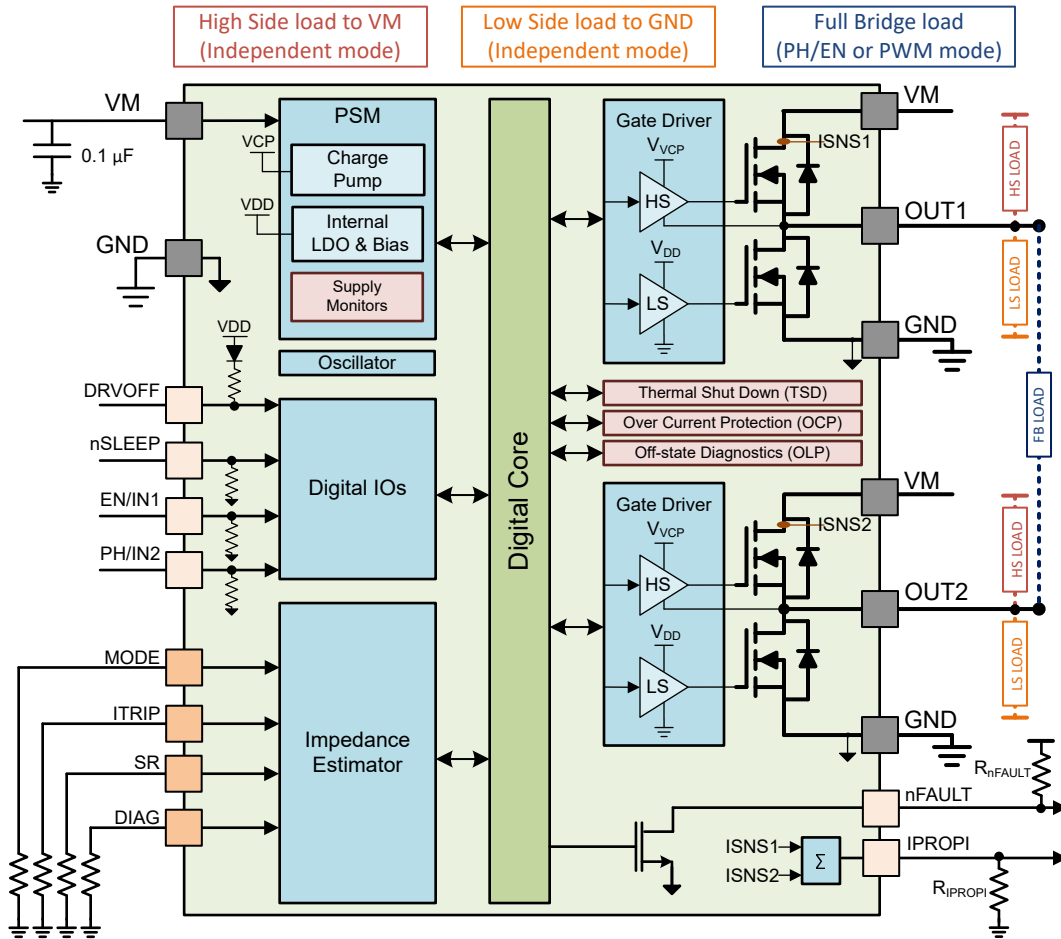 High Side load to VM
(Independent mode)
Low Side load to GND
(Independent mode)
Full Bridge load
(PH/EN or PWM mode)
VM
0.1 µF
GND
PSM
VCP
Charge
Pump
VDD
Internal
LDO & Bias
Supply
Monitors
Oscillator
VDD
DRVOFF
nSLEEP
EN/IN1
PH/IN2
Digital IOs
MODE
ITRIP
SR
DIAG
Impedance
Estimator
Digital Core
Gate Driver
VVCP
HS
VDD
LS
ISNS1
VM
OUT1
GND
HS LOAD
LS LOAD
FB LOAD
Thermal Shut Down (TSD)
Over Current Protection (OCP)
Off-state Diagnostics (OLP)
Gate Driver
VVCP
HS
VDD
LS
ISNS2
VM
OUT2
GND
HS LOAD
LS LOAD
RnFAULT
nFAULT
ISNS1
ISNS2
Σ
IPROPI
RIPROPI